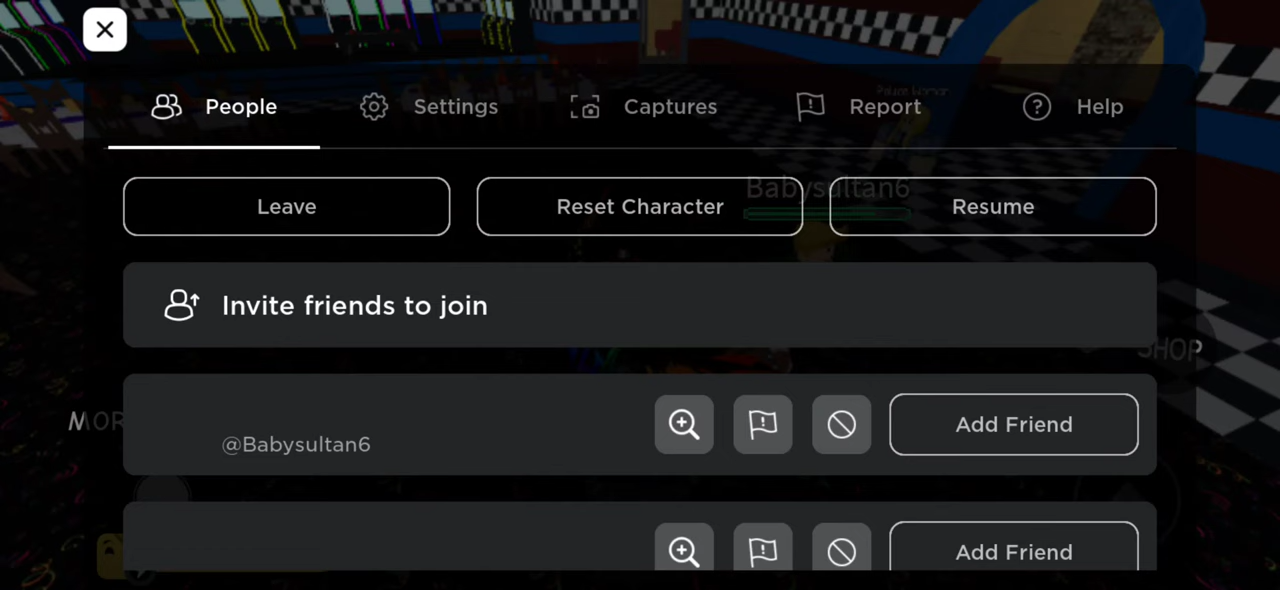 People
Settings
Captures
Report
Help
Babysultan6
Leave
Reset Character
Resume
Invite friends to join
SHOP
MOR
@Babysultan6
Add Friend
Add Friend